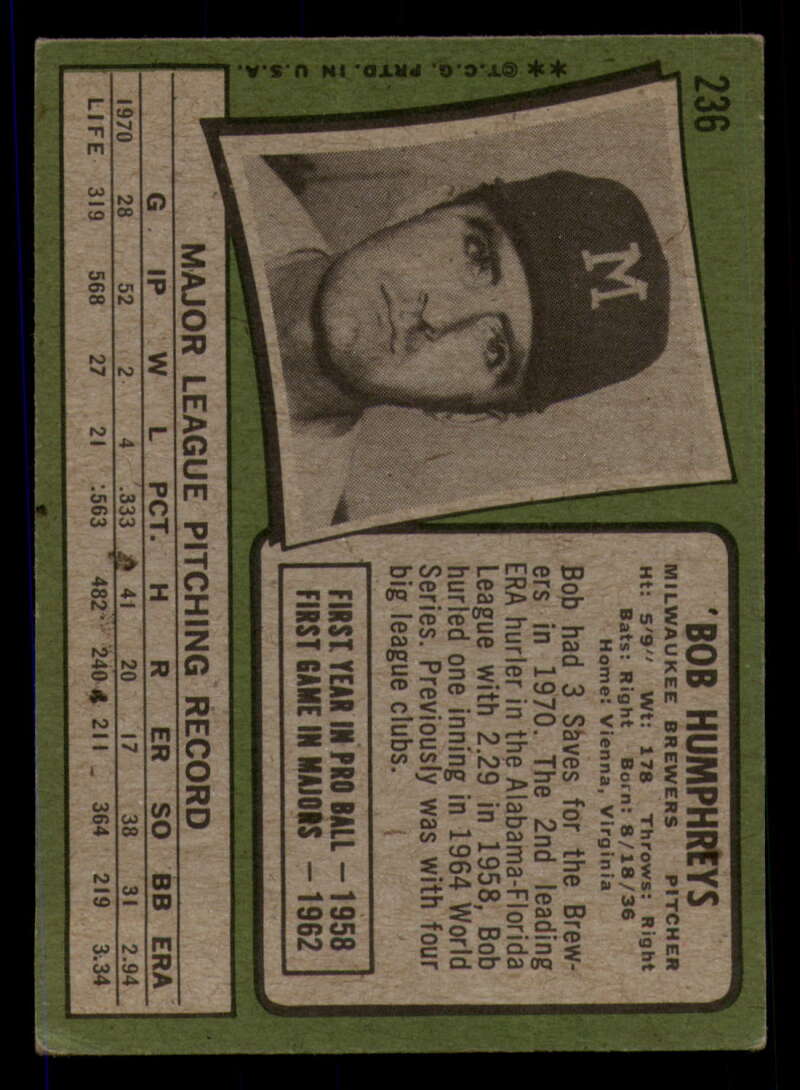 236
M
**©T.C.G. PRTD. IN U.S.A.
BOB HUMPHREYS
MILWAUKEE BREWERS PITCHER
Ht: 5'9" Wt: 178 Throws: Right
Bats: Right Born: 8/18/36
Home: Vienna, Virginia
Bob had 3 Saves for the Brew-
ers in 1970. The 2nd leading
ERA hurler in the Alabama-Florida
League with 2.29 in 1958, Bob
hurled one inning in 1964 World
Series. Previously was with four
big league clubs.
FIRST YEAR IN PRO BALL — 1958
FIRST GAME IN MAJORS — 1962
MAJOR LEAGUE PITCHING RECORD
G IP W L PCT. H R ER SO BB ERA
1970 28 52 2 4 .333 41 20 17 38 31 2.94
LIFE 319 568 27 21 .563 482 240 211 364 219 3.34